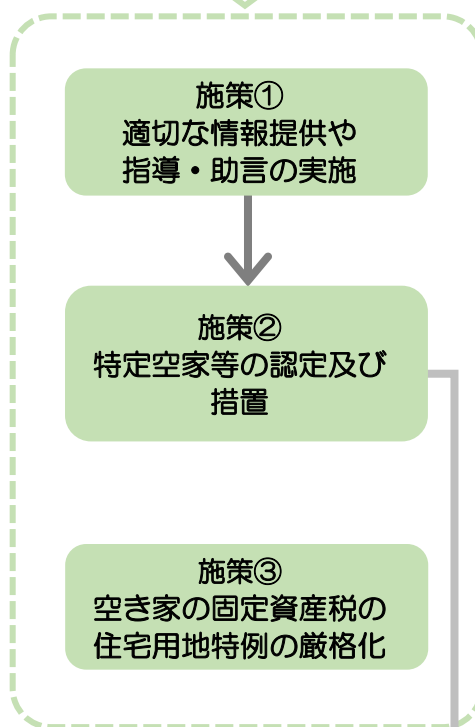 施策①
適切な情報提供や
指導・助言の実施
施策②
特定空家等の認定及び
措置
施策③
空き家の固定資産税の
住宅用地特例の厳格化